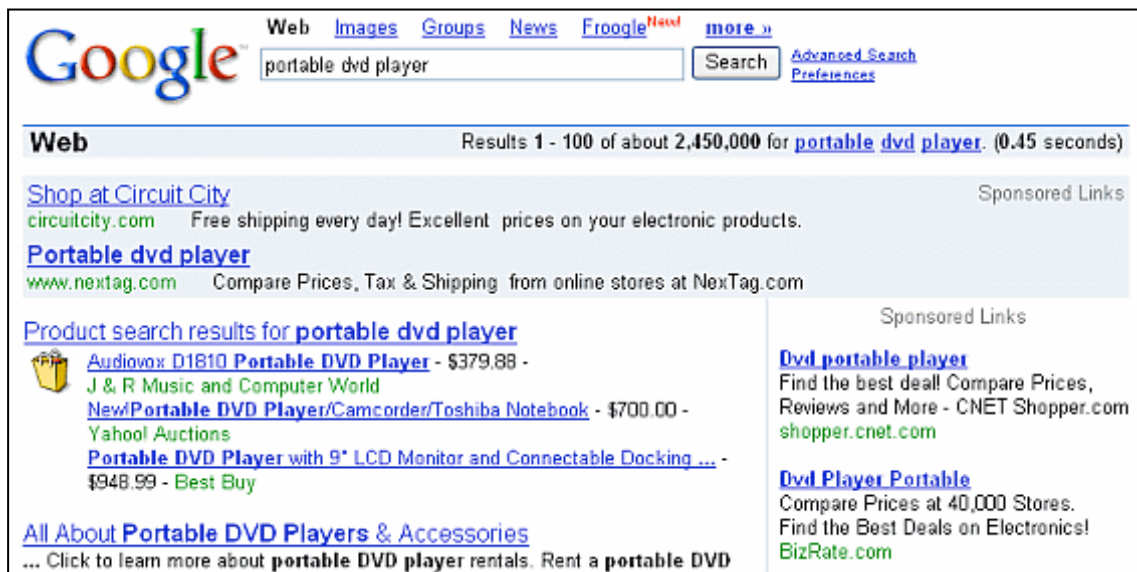 Web Images Groups News Froogle New! more »
Google™
portable dvd player Search Advanced Search
Preferences
Web Results 1 - 100 of about 2,450,000 for portable dvd player. (0.45 seconds)
Shop at Circuit City Sponsored Links
circuitcity.com Free shipping every day! Excellent prices on your electronic products.
Portable dvd player
www.nextag.com Compare Prices, Tax & Shipping from online stores at NexTag.com
Product search results for portable dvd player
Audiovox D1810 Portable DVD Player - $379.88 -
J & R Music and Computer World
New!Portable DVD Player/Camcorder/Toshiba Notebook - $700.00 -
Yahoo! Auctions
Portable DVD Player with 9" LCD Monitor and Connectable Docking ... -
$948.99 - Best Buy
All About Portable DVD Players & Accessories
... Click to learn more about portable DVD player rentals. Rent a portable DVD
Sponsored Links
Dvd portable player
Find the best deal! Compare Prices,
Reviews and More - CNET Shopper.com
shopper.cnet.com
Dvd Player Portable
Compare Prices at 40,000 Stores.
Find the Best Deals on Electronics!
BizRate.com